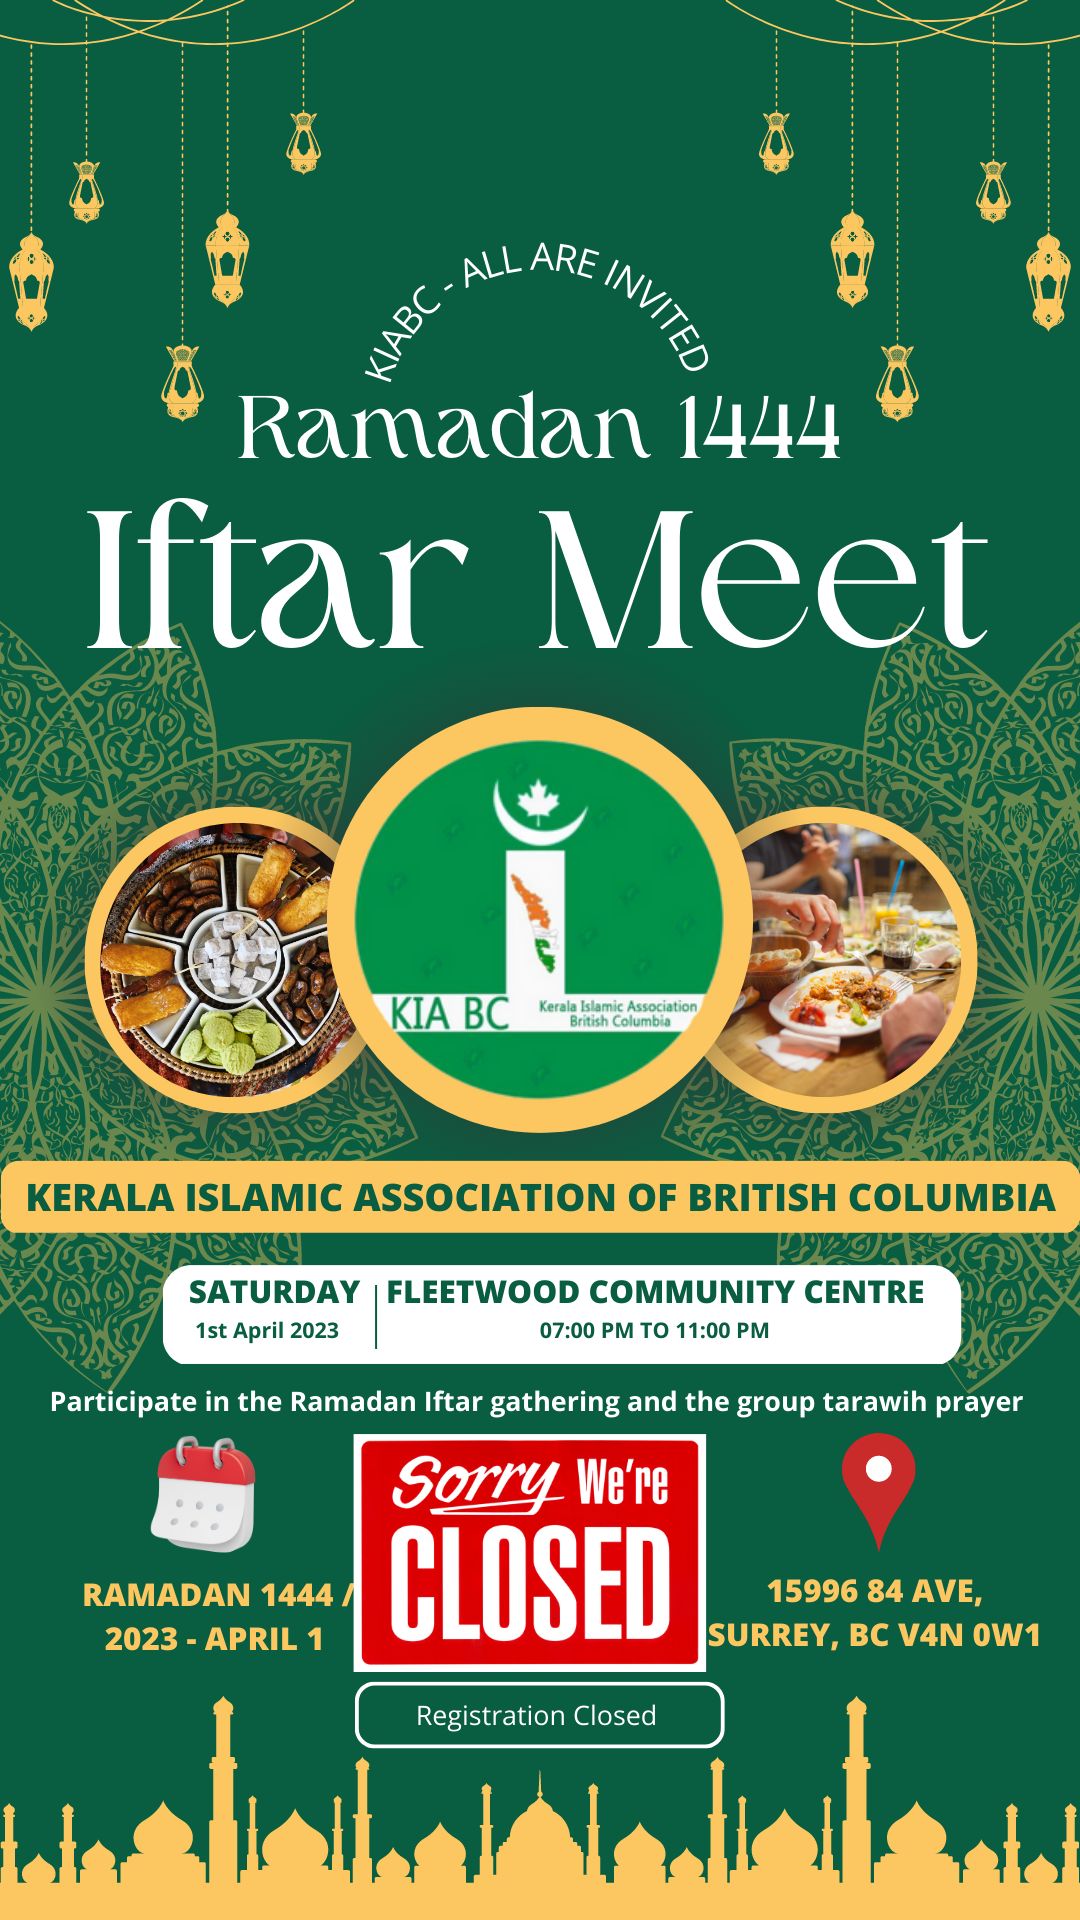 KIABC - ALL ARE INVITED
Ramadan 1444
Iftar Meet
KIA BC
Kerala Islamic Association
British Columbia
KERALA ISLAMIC ASSOCIATION OF BRITISH COLUMBIA
SATURDAY
1st April 2023
FLEETWOOD COMMUNITY CENTRE
07:00 PM TO 11:00 PM
Participate in the Ramadan Iftar gathering and the group tarawih prayer
RAMADAN 1444 /
2023 - APRIL 1
Sorry We're
CLOSED
15996 84 AVE,
SURREY, BC V4N 0W1
Registration Closed